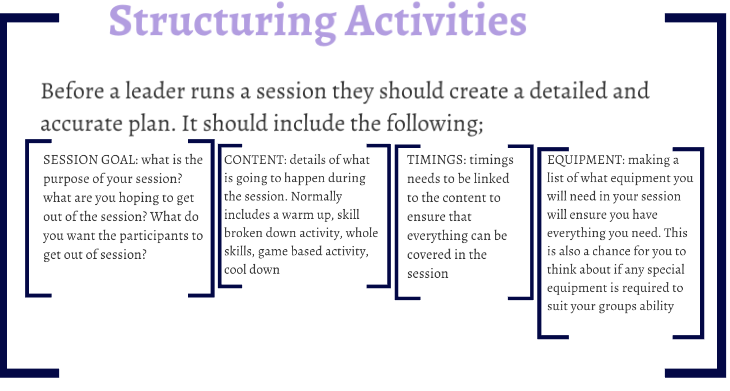 Structuring Activities
Before a leader runs a session they should create a detailed and
accurate plan. It should include the following;
SESSION GOAL: what is the
purpose of your session?
what are you hoping to get
out of the session? What do
you want the participants to
get out of session?
CONTENT: details of what
is going to happen during
the session. Normally
includes a warm up, skill
broken down activity, whole
skills, game based activity,
cool down
TIMINGS: timings
needs to be linked
to the content to
ensure that
everything can be
covered in the
session
EQUIPMENT: making a
list of what equipment you
will need in your session
will ensure you have
everything you need. This
is also a chance for you to
think about if any special
equipment is required to
suit your groups ability